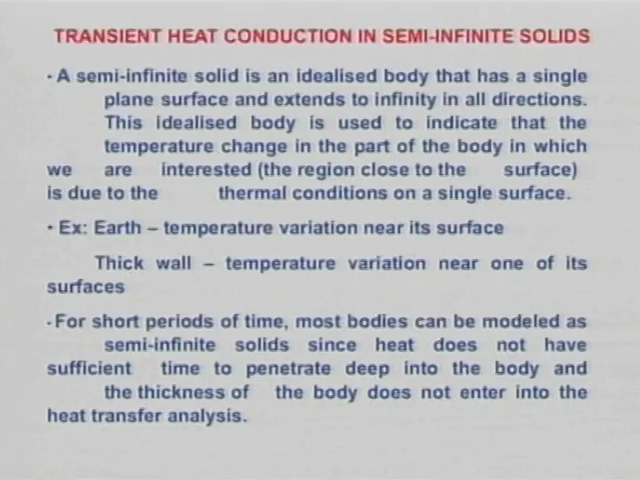 TRANSIENT HEAT CONDUCTION IN SEMI-INFINITE SOLIDS
· A semi-infinite solid is an idealised body that has a single
plane surface and extends to infinity in all directions.
This idealised body is used to indicate that the
temperature change in the part of the body in which
we are interested (the region close to the surface)
is due to the thermal conditions on a single surface.
· Ex: Earth – temperature variation near its surface
Thick wall – temperature variation near one of its
surfaces
· For short periods of time, most bodies can be modeled as
semi-infinite solids since heat does not have
sufficient time to penetrate deep into the body and
the thickness of the body does not enter into the
heat transfer analysis.